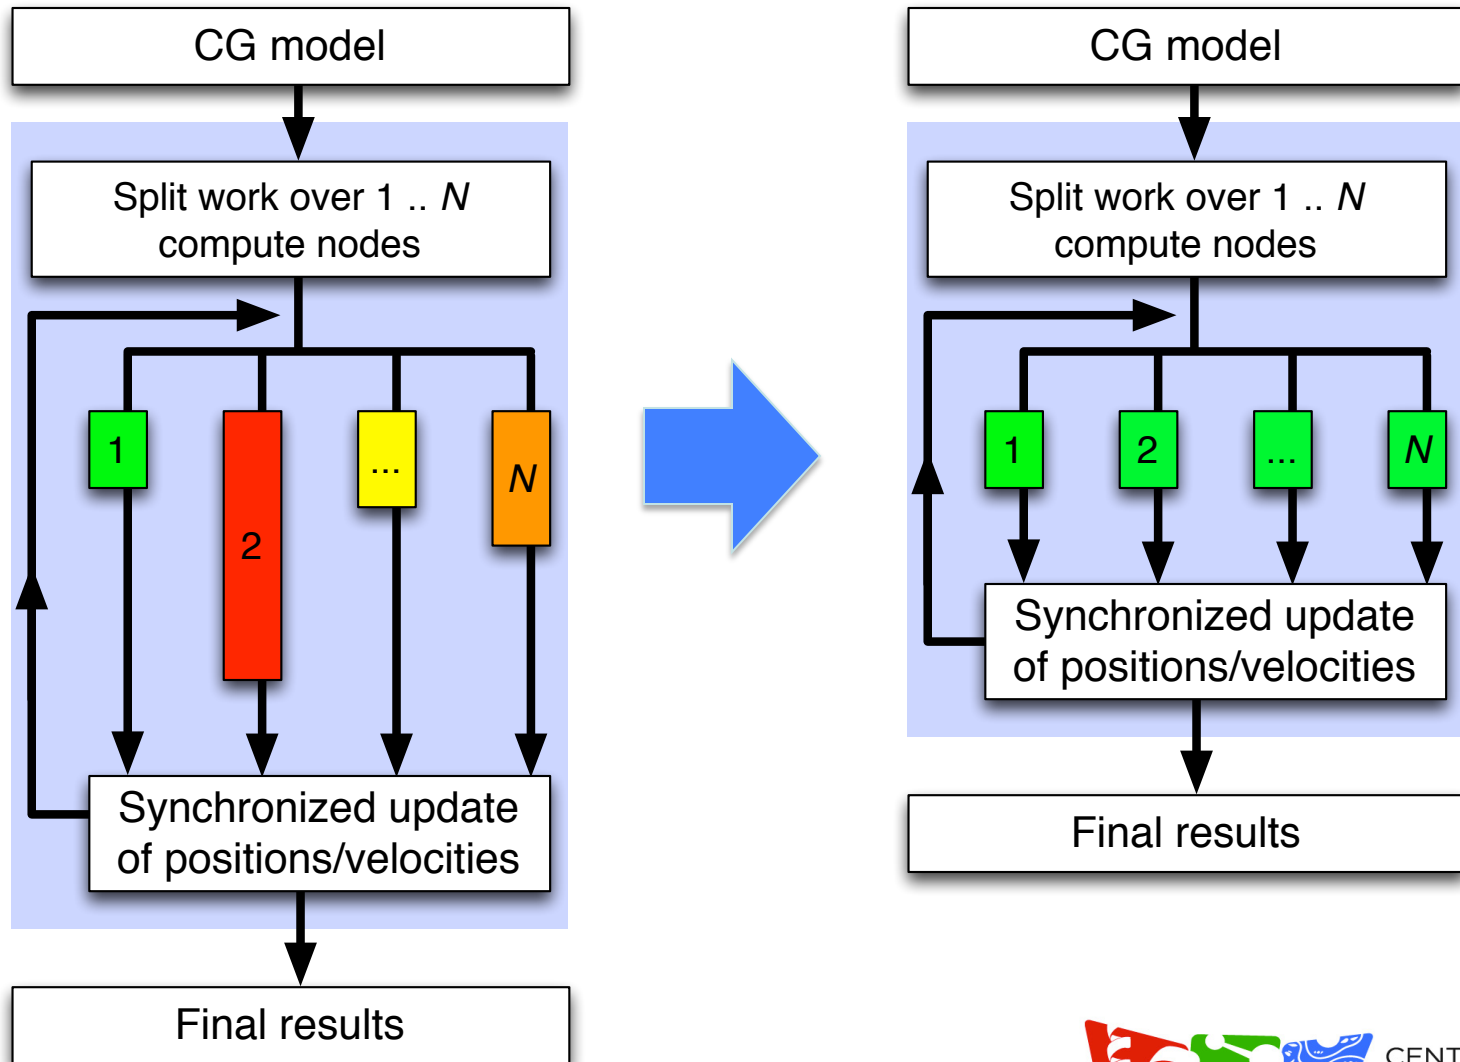 CG model
Split work over 1 .. N
compute nodes
1
2
...
N
Synchronized update
of positions/velocities
Final results
CG model
Split work over 1 .. N
compute nodes
1
2
...
N
Synchronized update
of positions/velocities
Final results